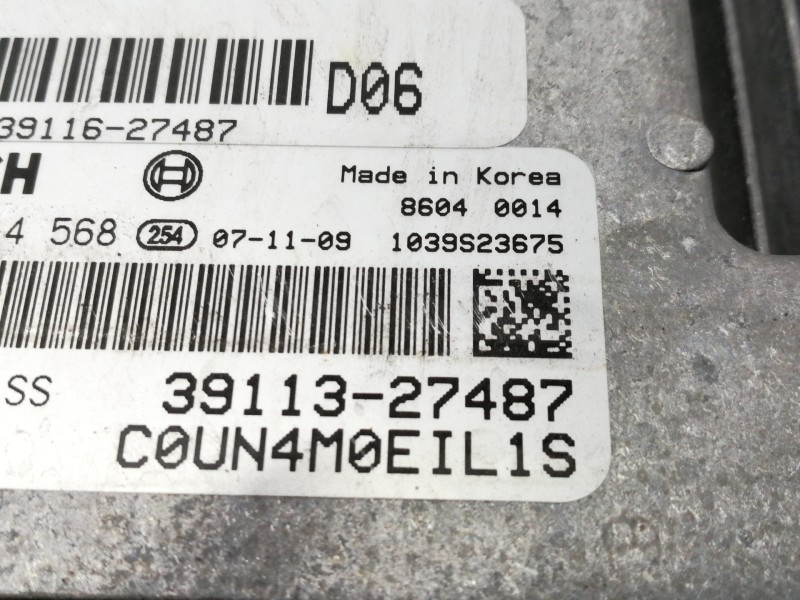 D06
39116-27487
Made in Korea
8604 0014
4 568 254 07-11-09 1039S23675
SS 39113-27487
C0UN4M0EIL1S